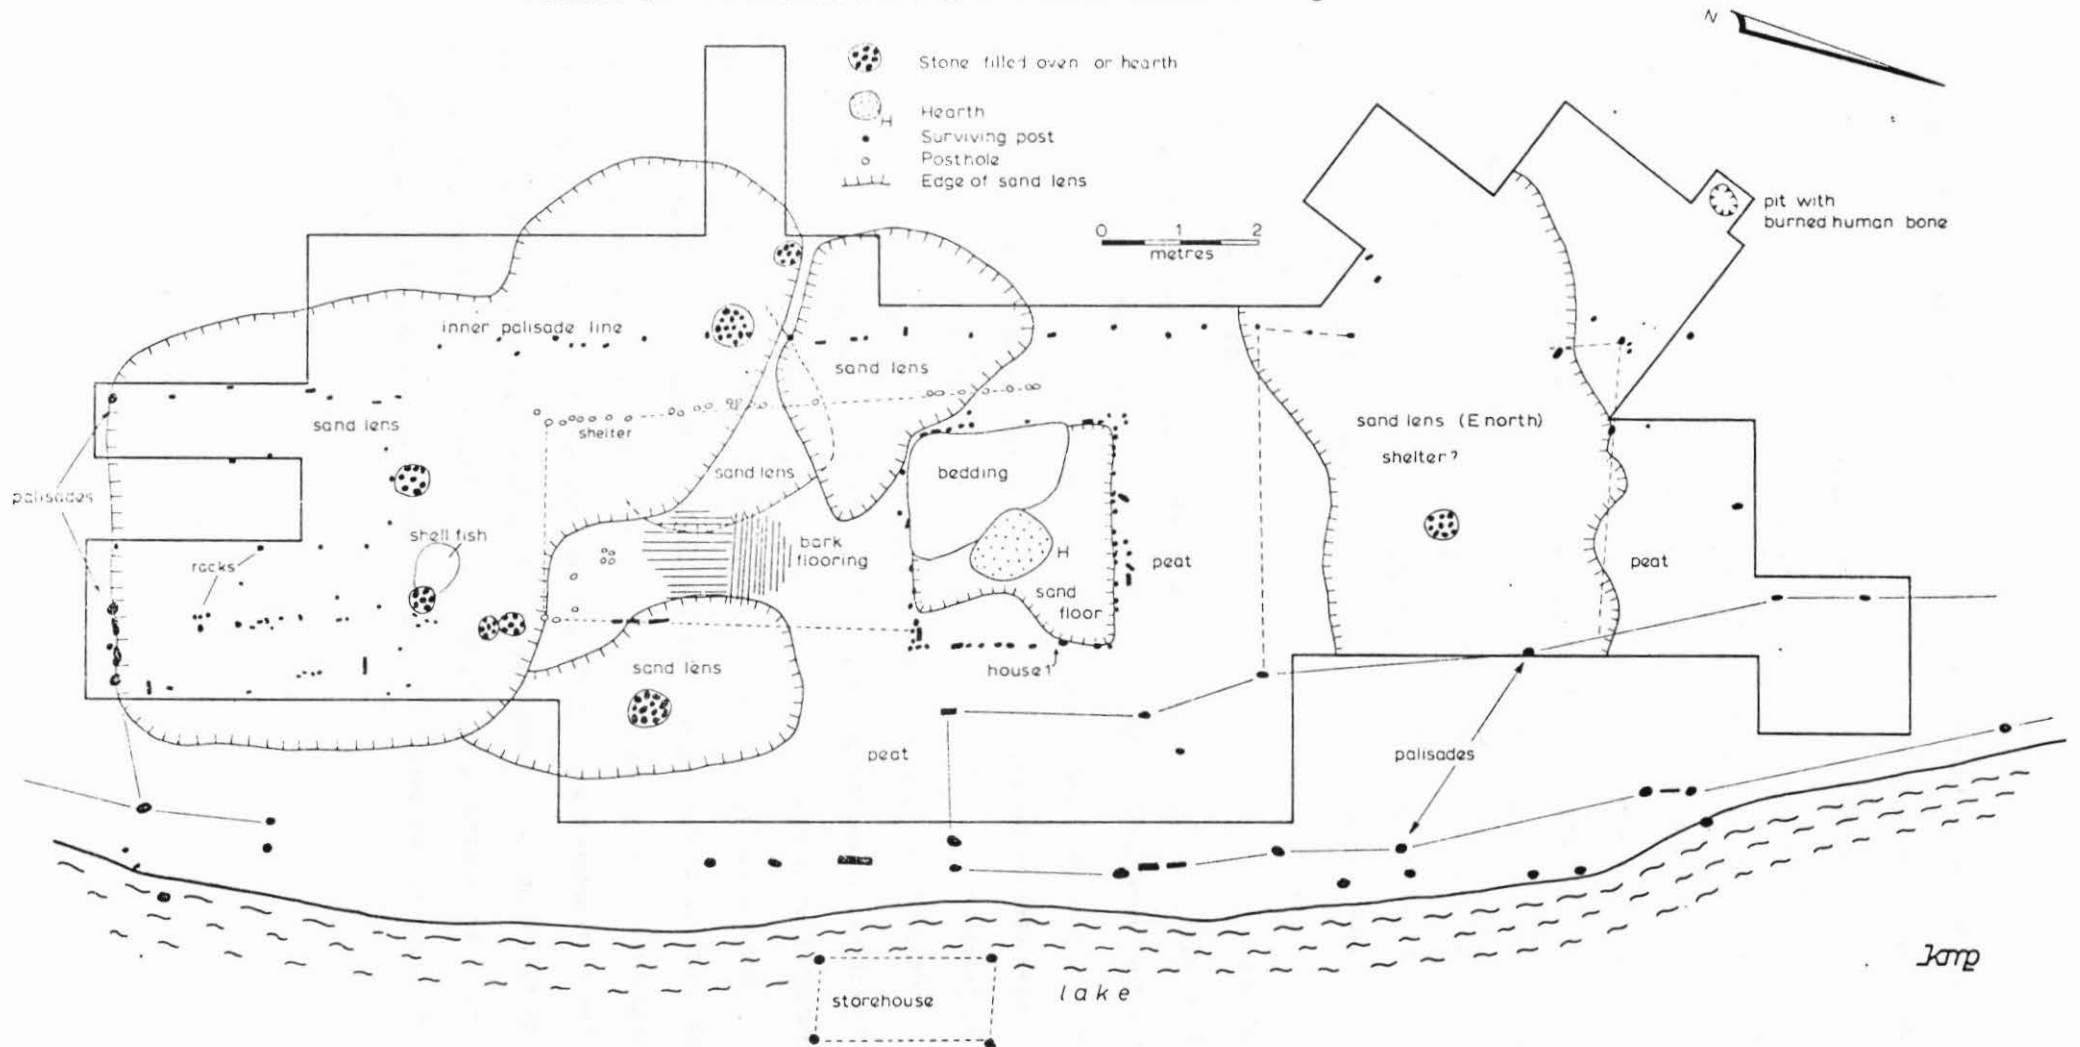 N
Stone filled oven or hearth
H
Hearth
Surviving post
Posthole
Edge of sand lens
pit with
burned human bone
0 1 2
metres
inner palisade line
sand lens
sand lens
shelter
sand lens
sand lens (E north)
shelter?
bedding
palisades
shell fish
racks
bark
flooring
H
peat
peat
sand
floor
sand lens
house 1
peat
palisades
storehouse
lake